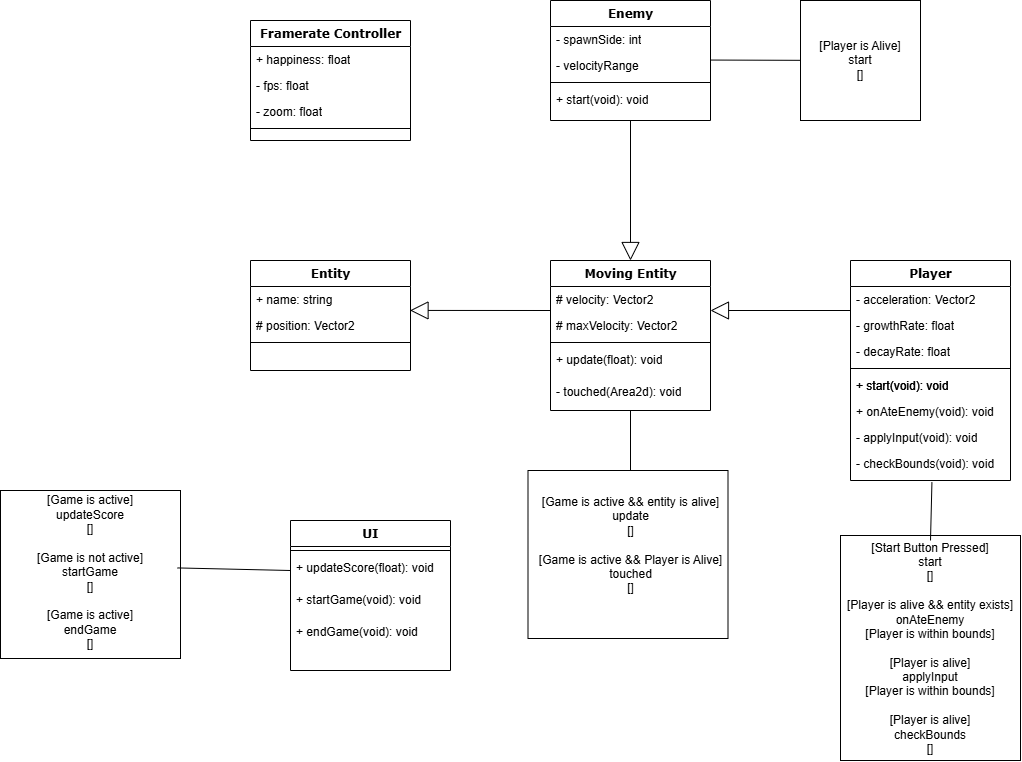 Framerate Controller
+ happiness: float
- fps: float
- zoom: float
Enemy
- spawnSide: int
- velocityRange
+ start(void): void
[Player is Alive]
start
[]
Entity
+ name: string
# position: Vector2
Moving Entity
# velocity: Vector2
# maxVelocity: Vector2
+ update(float): void
- touched(Area2d): void
Player
- acceleration: Vector2
- growthRate: float
- decayRate: float
+ start(void): void
+ onAteEnemy(void): void
- applyInput(void): void
- checkBounds(void): void
[Game is active]
updateScore
[]
[Game is not active]
startGame
[]
[Game is active]
endGame
[]
UI
+ updateScore(float): void
+ startGame(void): void
+ endGame(void): void
[Game is active && entity is alive]
update
[]
[Game is active && Player is Alive]
touched
[]
[Start Button Pressed]
start
[]
[Player is alive && entity exists]
onAteEnemy
[Player is within bounds]
[Player is alive]
applyInput
[Player is within bounds]
[Player is alive]
checkBounds
[]